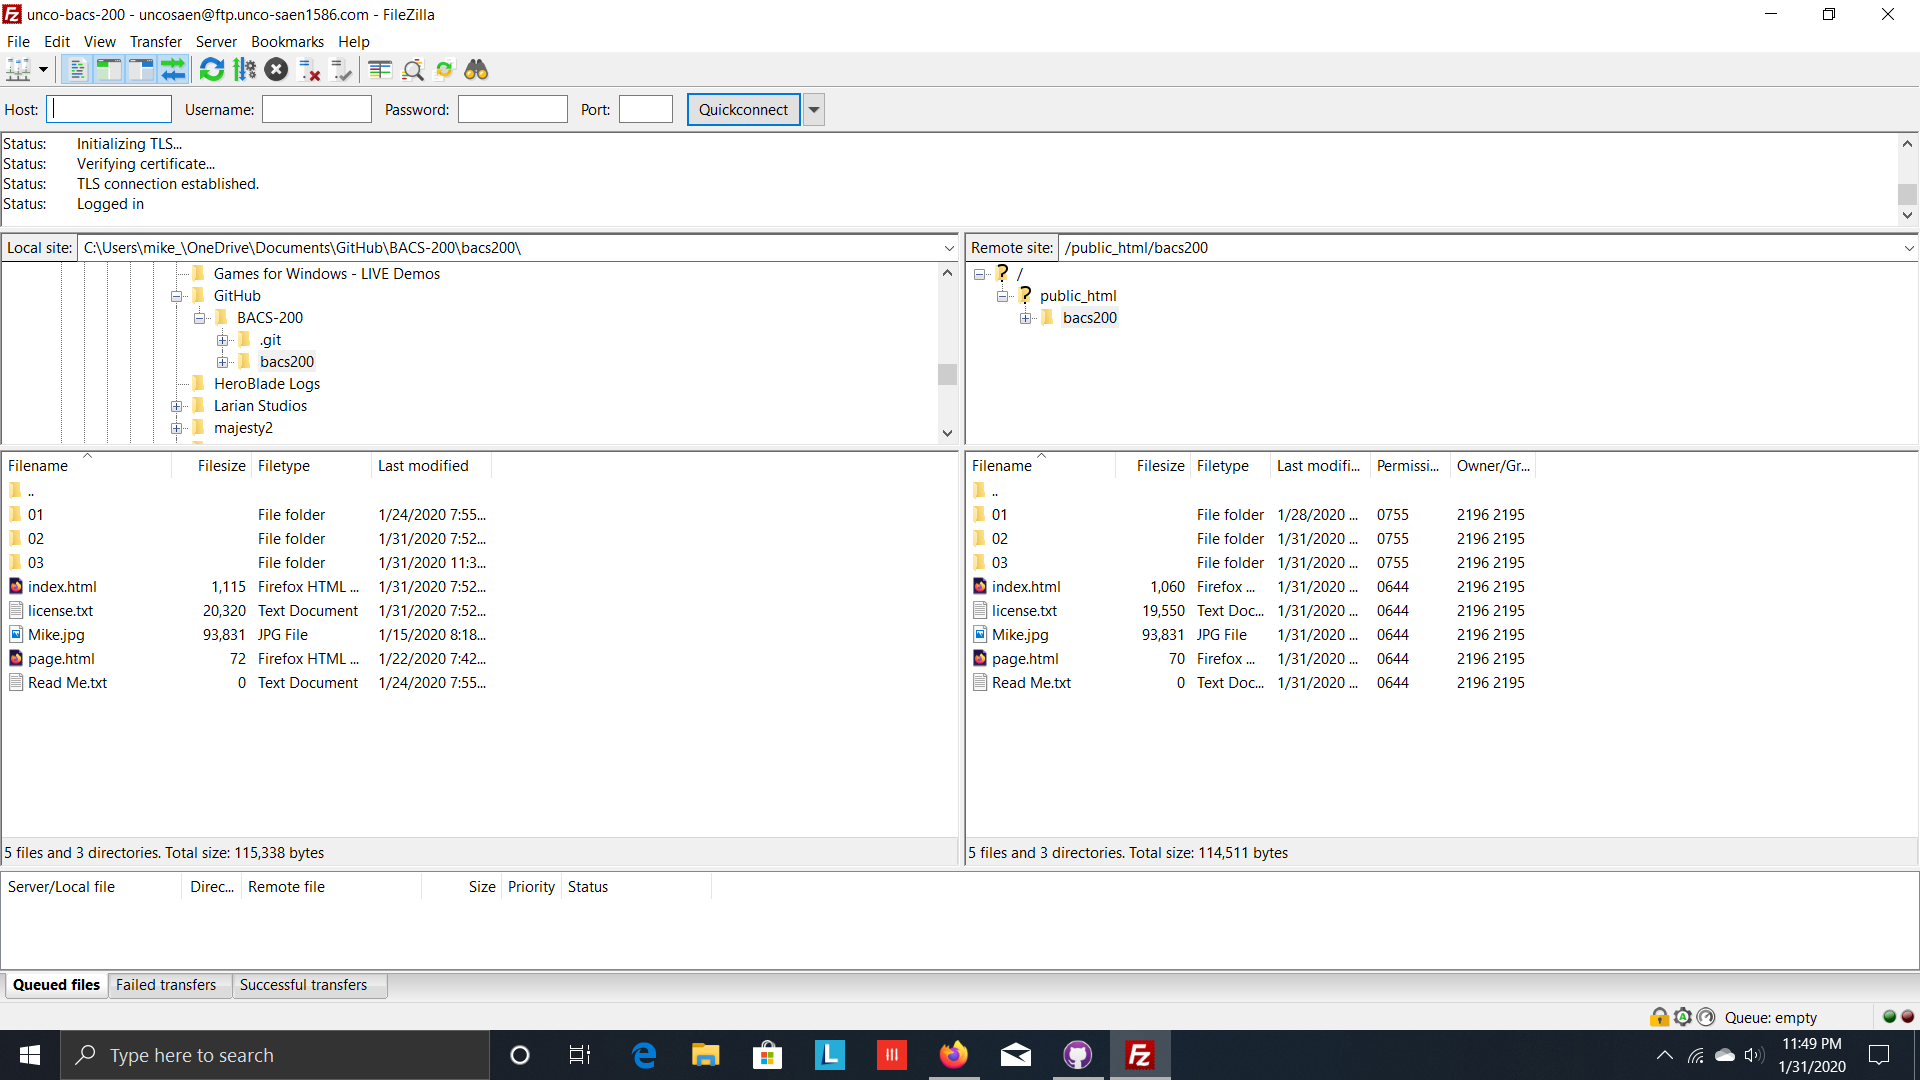 unco-bacs-200 - uncosaen@ftp.unco-saen1586.com - FileZilla
File Edit View Transfer Server Bookmarks Help
Host: Username: Password: Port: Quickconnect
Status: Initializing TLS...
Status: Verifying certificate...
Status: TLS connection established.
Status: Logged in
Local site: C:\Users\mike_\OneDrive\Documents\GitHub\BACS-200\bacs200\
Games for Windows - LIVE Demos
GitHub
BACS-200
.git
bacs200
HeroBlade Logs
Larian Studios
majesty2
Remote site: /public_html/bacs200
/
public_html
bacs200
Filename Filesize Filetype Last modified
..
01 File folder 1/24/2020 7:55...
02 File folder 1/31/2020 7:52...
03 File folder 1/31/2020 11:3...
index.html 1,115 Firefox HTML ... 1/31/2020 7:52...
license.txt 20,320 Text Document 1/31/2020 7:52...
Mike.jpg 93,831 JPG File 1/15/2020 8:18...
page.html 72 Firefox HTML ... 1/22/2020 7:42...
Read Me.txt 0 Text Document 1/24/2020 7:55...
5 files and 3 directories. Total size: 115,338 bytes
Filename Filesize Filetype Last modifi... Permissi... Owner/Gr...
..
01 File folder 1/28/2020 ... 0755 2196 2195
02 File folder 1/31/2020 ... 0755 2196 2195
03 File folder 1/31/2020 ... 0755 2196 2195
index.html 1,060 Firefox ... 1/31/2020 ... 0644 2196 2195
license.txt 19,550 Text Doc... 1/31/2020 ... 0644 2196 2195
Mike.jpg 93,831 JPG File 1/31/2020 ... 0644 2196 2195
page.html 70 Firefox ... 1/31/2020 ... 0644 2196 2195
Read Me.txt 0 Text Doc... 1/31/2020 ... 0644 2196 2195
5 files and 3 directories. Total size: 114,511 bytes
Server/Local file Direc... Remote file Size Priority Status
Queued files Failed transfers Successful transfers
Queue: empty
Type here to search
11:49 PM
1/31/2020